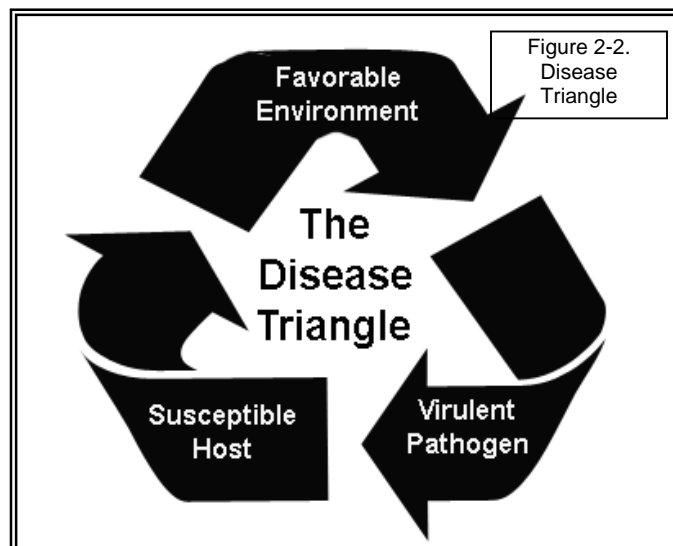 Figure 2-2.
Disease
Triangle
Favorable
Environment
The
Disease
Triangle
Susceptible
Host
Virulent
Pathogen